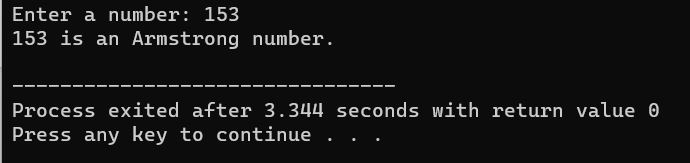 Enter a number: 153
153 is an Armstrong number.
--------------------------------
Process exited after 3.344 seconds with return value 0
Press any key to continue . . .